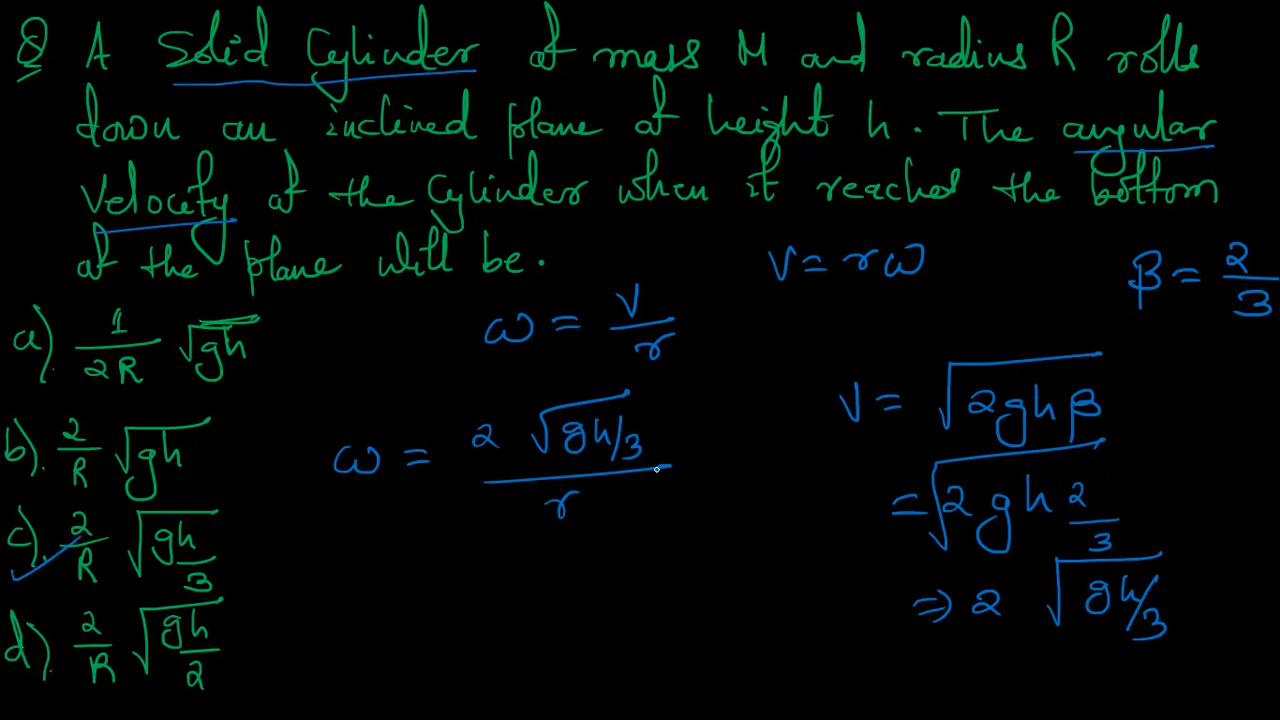 Q A Solid Cylinder of mass M and radius R rolls
down an inclined plane of height h. The angular
Velocity of the Cylinder when it reached the bottom
of the plane will be.
V = rω
β = 2/3
a). 1/2R √gh
ω = V/r
V = √2ghβ
b). 2/R √gh
ω = 2√gh/3 / r
= √2gh 2/3
c). 2/R √gh/3
⇒ 2 √gh/3
d). 2/R √gh/2